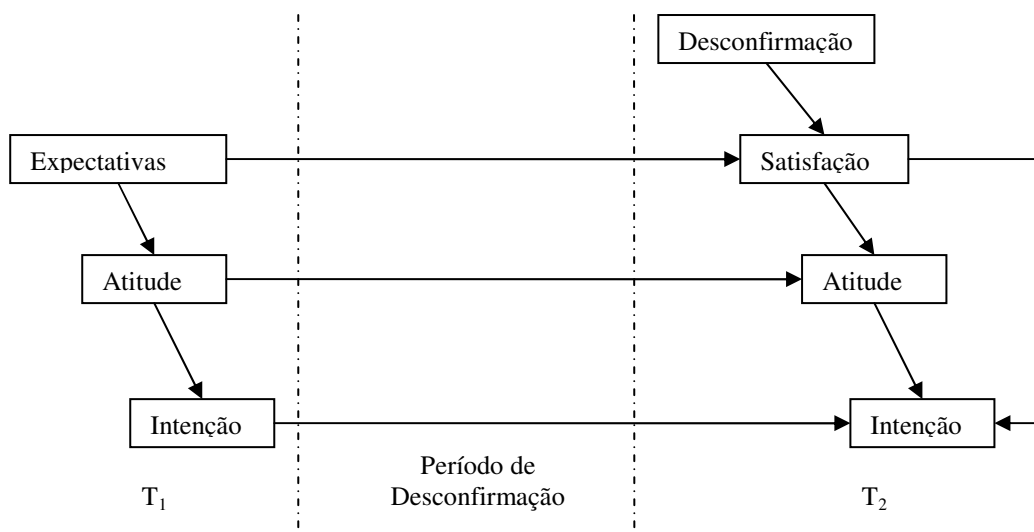 Desconfirmação
Expectativas
Satisfação
Atitude
Atitude
Intenção
Intenção
Período de
Desconfirmação
T₁
T₂